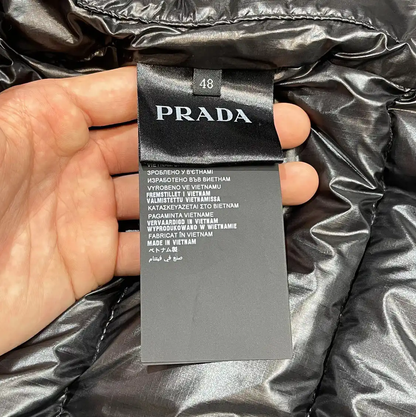 48
PRADA
ЗРОБЛЕНО У В'ЄТНАМІ
ИЗРАБОТЕНО ВЪВ ВИЕТНАМ
VYROBENO VE VIETNAMU
FREMSTILLET I VIETNAM
VALMISTETTU VIETNAMISSA
ΚΑΤΑΣΚΕΥΑΖΕΤΑΙ ΣΤΟ ΒΙΕΤΝΑΜ
PAGAMINTA VIETNAME
VERVAARDIGD IN VIETNAM
WYPRODUKOWANO W WIETNAMIE
FABRICAT ÎN VIETNAM
MADE IN VIETNAM
ベトナム製
صنع في فيتنام